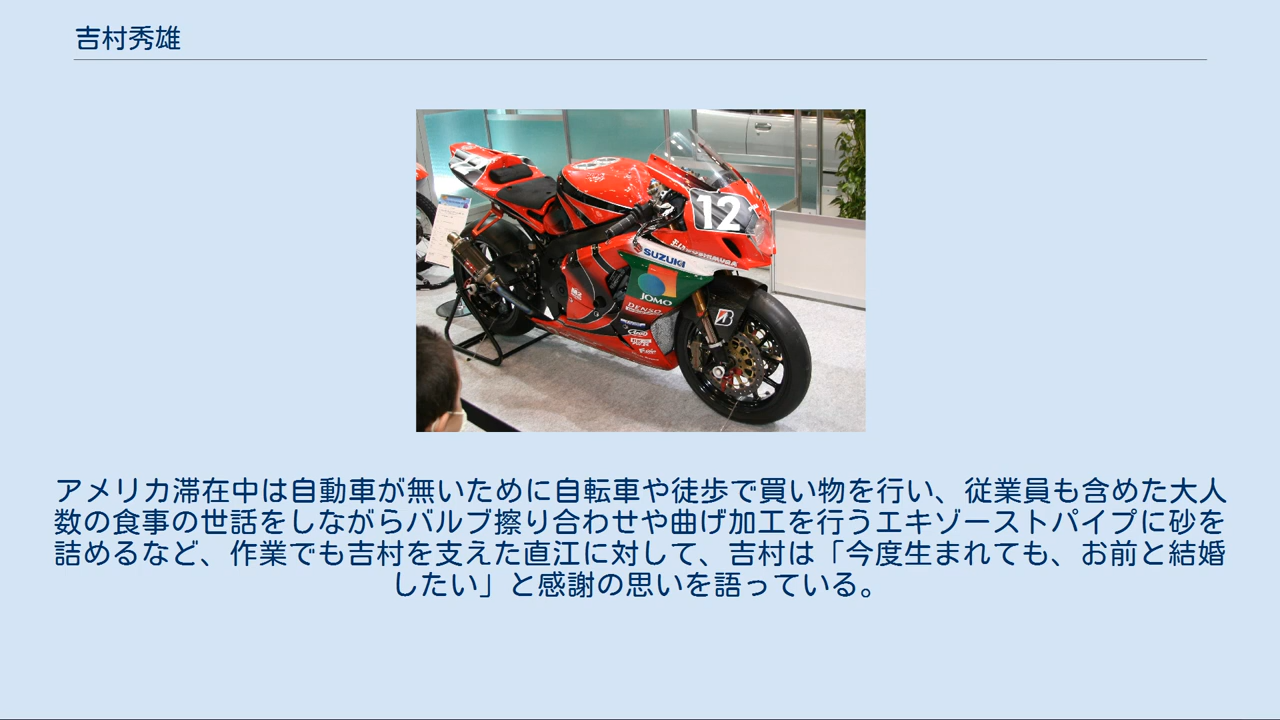 吉村秀雄
12
SUZUKI
JOMO
DENSO
アメリカ滞在中は自動車が無いために自転車や徒歩で買い物を行い、従業員も含めた大人
数の食事の世話をしながらバルブ擦り合わせや曲げ加工を行うエキゾーストパイプに砂を
詰めるなど、作業でも吉村を支えた直江に対して、吉村は「今度生まれても、お前と結婚
したい」と感謝の思いを語っている。